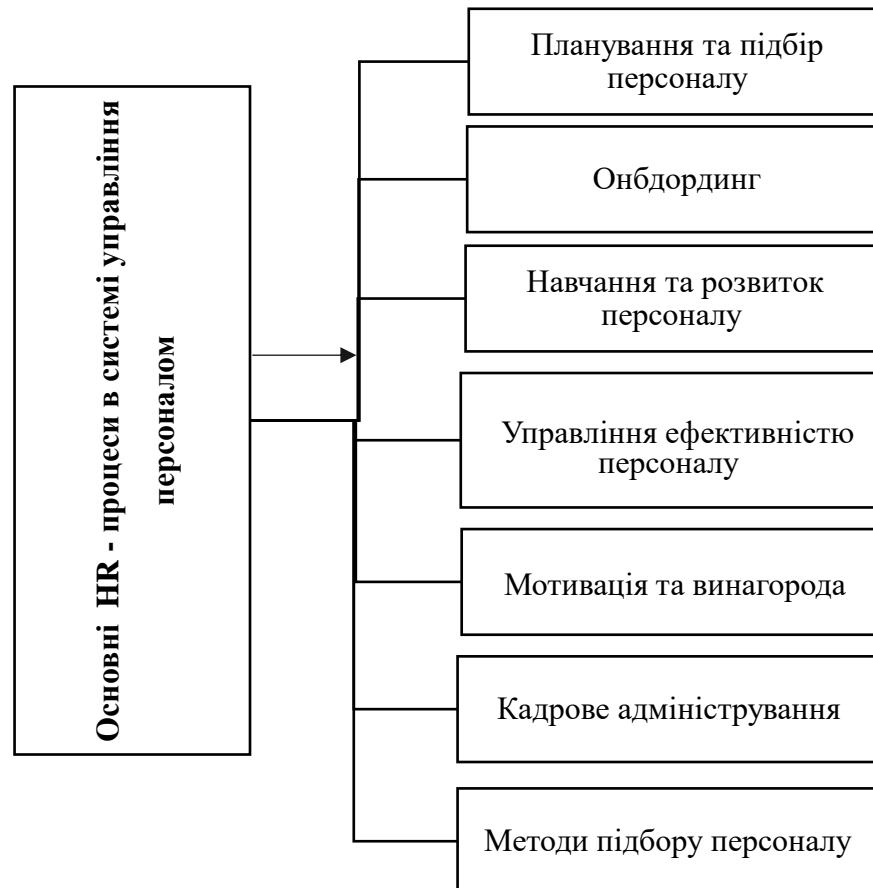 Основні HR - процеси в системі управління
персоналом
Планування та підбір
персоналу
Онбдординг
Навчання та розвиток
персоналу
Управління ефективністю
персоналу
Мотивація та винагорода
Кадрове адміністрування
Методи підбору персоналу